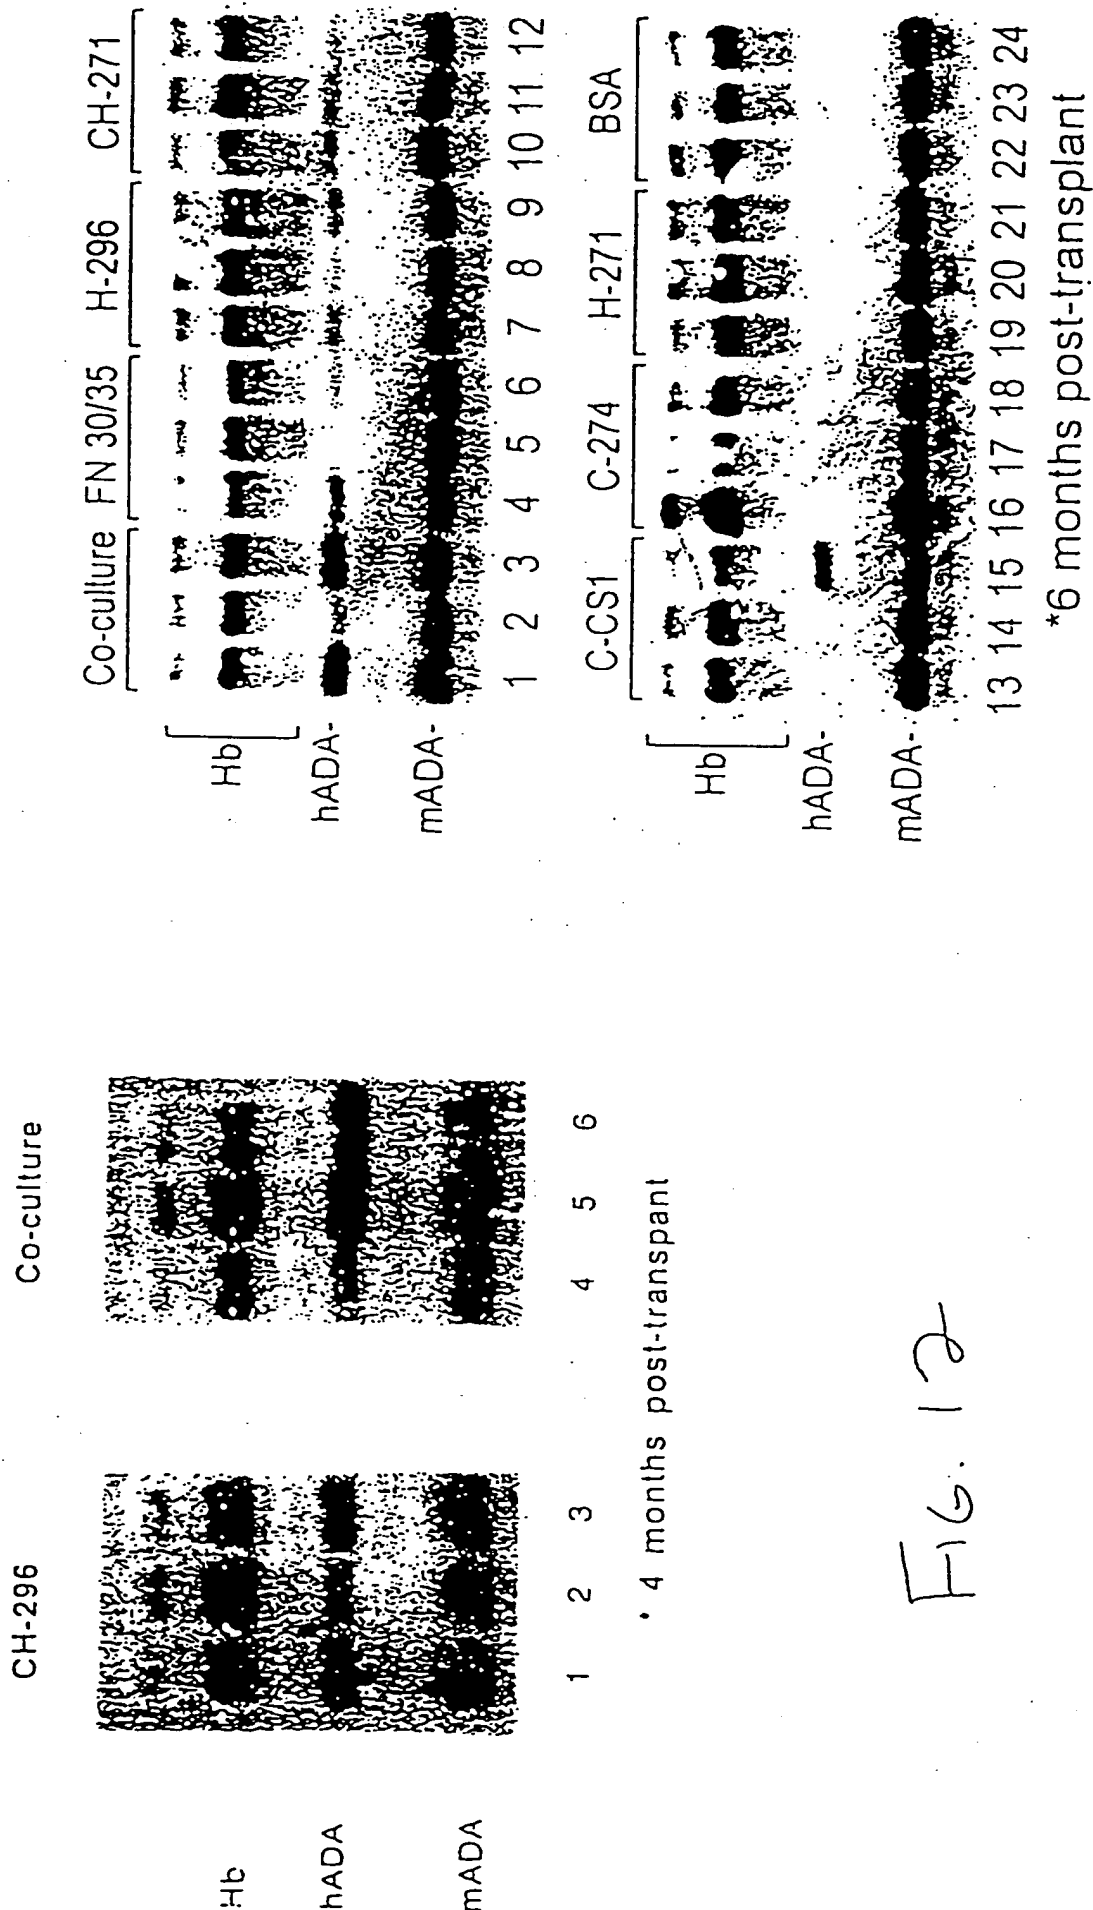 CH-296
Co-culture
Hb
hADA
mADA
1 2 3
4 5 6
* 4 months post-transpant
Co-culture FN 30/35 H-296 CH-271
Hb
hADA-
mADA-
1 2 3 4 5 6 7 8 9 10 11 12
C-CS1 C-274 H-271 BSA
Hb
hADA-
mADA-
13 14 15 16 17 18 19 20 21 22 23 24
*6 months post-transplant
FIG. 12